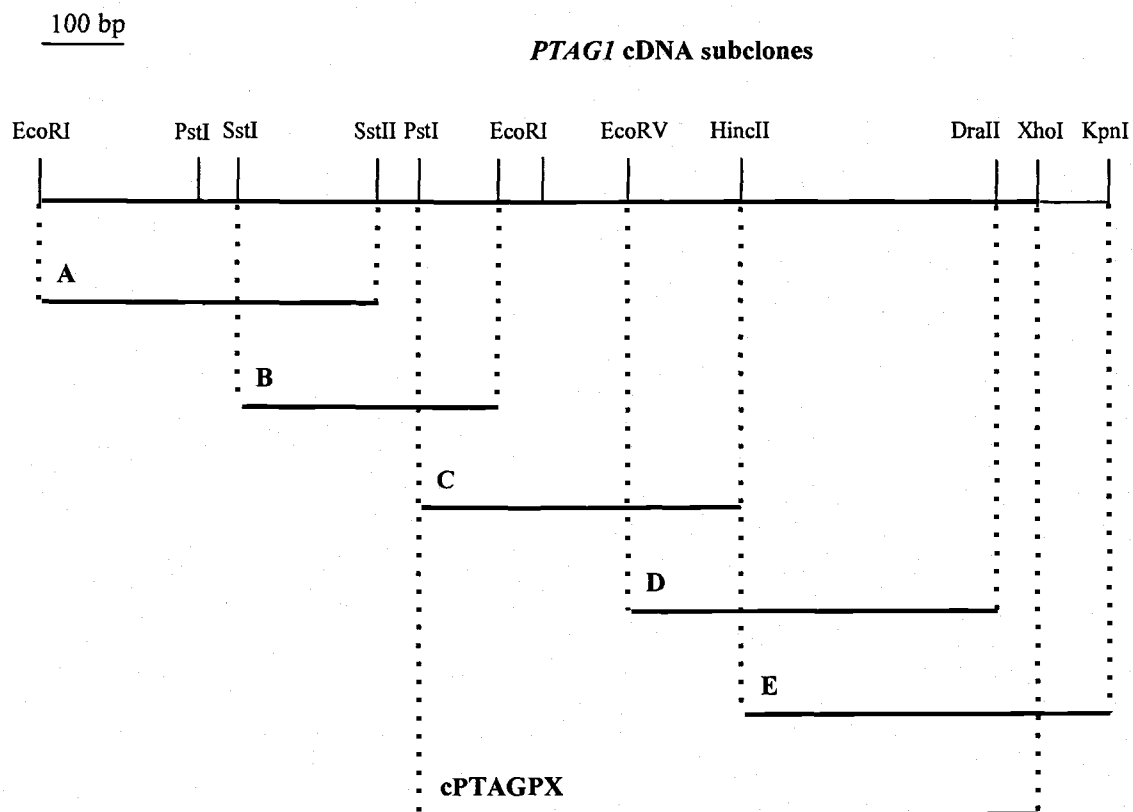 100 bp
PTAG1 cDNA subclones
EcoRI PstI SstI SstII PstI EcoRI EcoRV HincII DraII XhoI KpnI
A
B
C
D
E
cPTAGPX